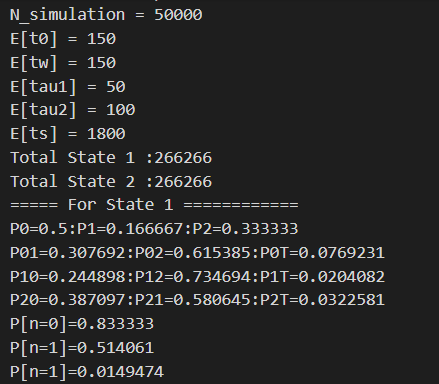 N_simulation = 50000
E[t0] = 150
E[tw] = 150
E[tau1] = 50
E[tau2] = 100
E[ts] = 1800
Total State 1 :266266
Total State 2 :266266
===== For State 1 ============
P0=0.5:P1=0.166667:P2=0.333333
P01=0.307692:P02=0.615385:P0T=0.0769231
P10=0.244898:P12=0.734694:P1T=0.0204082
P20=0.387097:P21=0.580645:P2T=0.0322581
P[n=0]=0.833333
P[n=1]=0.514061
P[n=1]=0.0149474